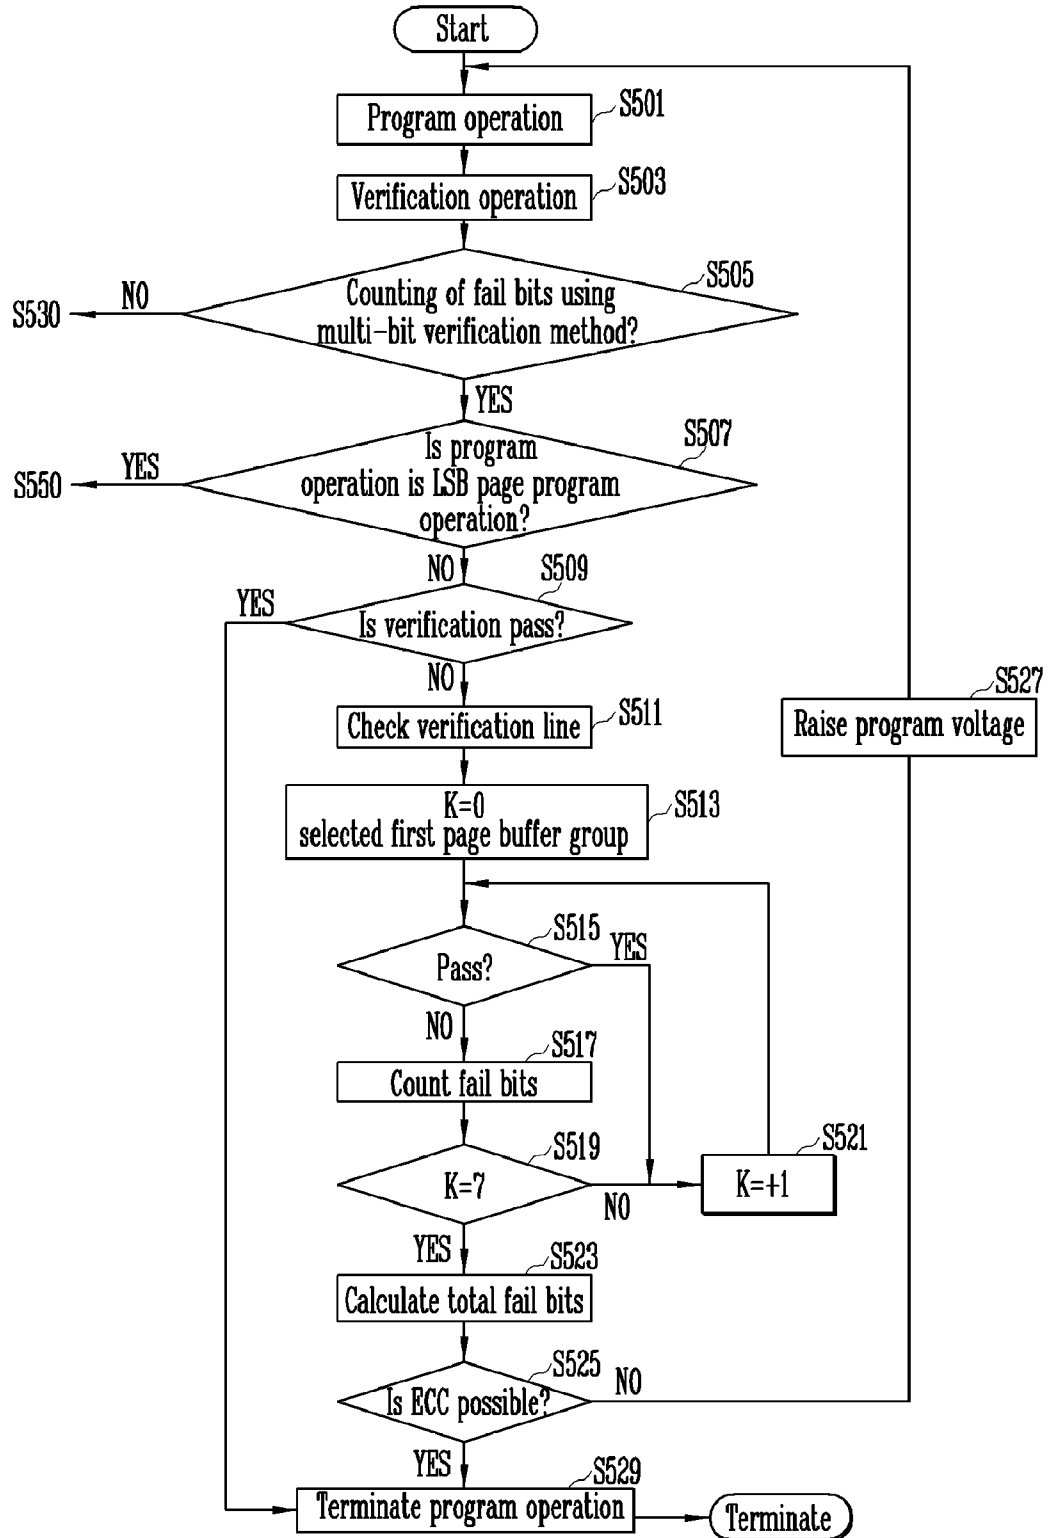 Start
Program operation
S501
Verification operation
S503
Counting of fail bits using
multi-bit verification method?
S505
NO
S530
YES
Is program
operation is LSB page program
operation?
S507
YES
S550
NO
Is verification pass?
S509
YES
NO
Check verification line
S511
Raise program voltage
S527
K=0
selected first page buffer group
S513
Pass?
S515
YES
NO
Count fail bits
S517
K=7
S519
NO
K=+1
S521
YES
Calculate total fail bits
S523
Is ECC possible?
S525
NO
YES
Terminate program operation
S529
Terminate